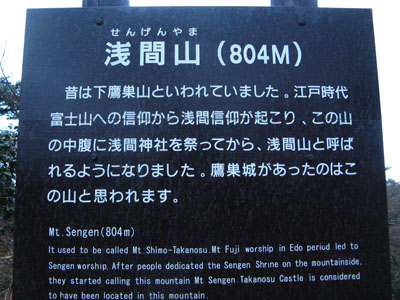 せんげんやま
浅間山(804M)
昔は下鷹巣山といわれていました。江戸時代
富士山への信仰から浅間信仰が起こり、この山
の中腹に浅間神社を祭ってから、浅間山と呼ば
れるようになりました。鷹巣城があったのはこ
の山と思われます。
Mt.Sengen(804m)
It used to be called Mt.Shimo-Takanosu.Mt Fuji worship in Edo periud led to
Sengen worship. After people dedicated the Sengen Shrine on the mountainside,
they started calling this mountain Mt Sengen.Takanosu Castle is considered
to have been located in this mountain.